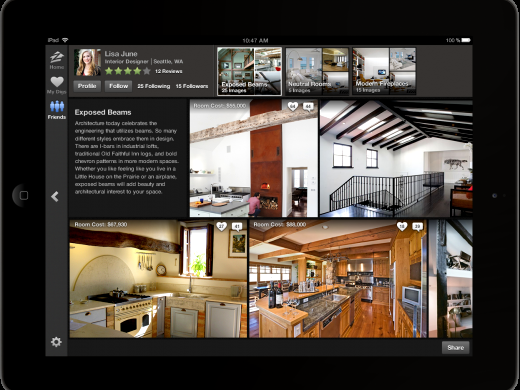 iPad
10:47 AM
100 %
Home
My Digs
Friends
Lisa June
Interior Designer | Seattle, WA
12 Reviews
Profile
Follow
25 Following
15 Followers
Exposed Beams
25 Images
Neutral Rooms
5 Images
Modern Fireplaces
15 Images
Exposed Beams
Architecture today celebrates the
engineering that utilizes beams. So many
different styles embrace them in design.
There are I-bars in industrial lofts,
traditional Old Faithful Inn logs, and bold
chevron patterns in more modern spaces.
Whether you like feeling like you live in a
Little House on the Prairie or an airplane,
exposed beams will add beauty and
architectural interest to your space.
Room Cost:
Room Cost: $67,930
Room Cost: $86,000
Share